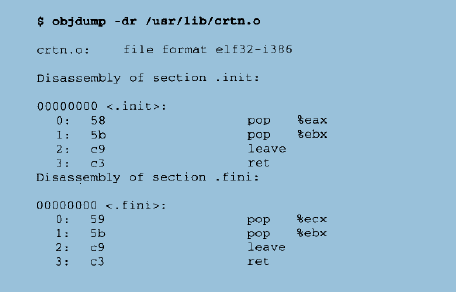 $ objdump -dr /usr/lib/crtn.o
crtn.o:     file format elf32-i386
Disassembly of section .init:
00000000 <.init>:
   0:   58                      pop    %eax
   1:   5b                      pop    %ebx
   2:   c9                      leave
   3:   c3                      ret
Disassembly of section .fini:
00000000 <.fini>:
   0:   59                      pop    %ecx
   1:   5b                      pop    %ebx
   2:   c9                      leave
   3:   c3                      ret